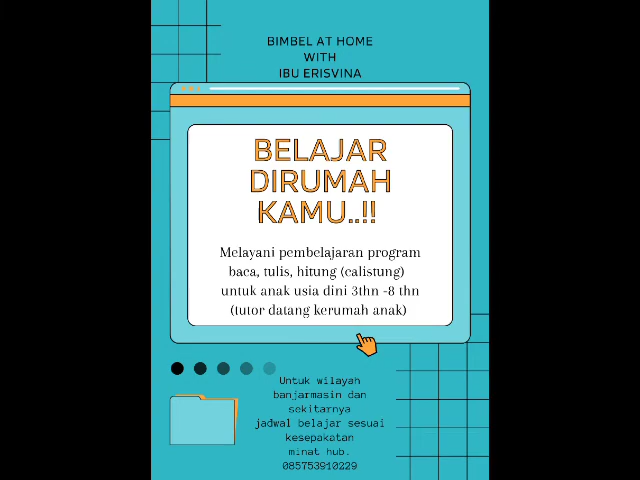 BIMBEL AT HOME
WITH
IBU ERISVINA
BELAJAR
DIRUMAH
KAMU..!!
Melayani pembelajaran program
baca, tulis, hitung (calistung)
untuk anak usia dini 3thn -8 thn
(tutor datang kerumah anak)
Untuk wilayah
banjarmasin dan
sekitarnya
jadwal belajar sesuai
kesepakatan
minat hub.
085753910229